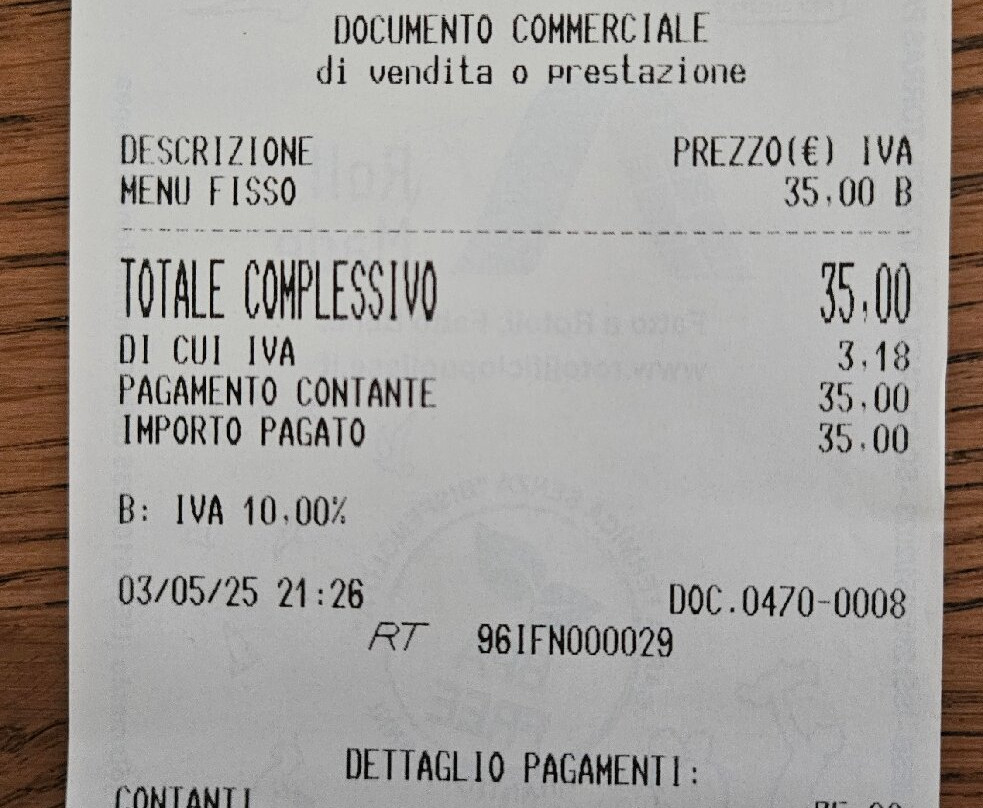 DOCUMENTO COMMERCIALE
di vendita o prestazione
DESCRIZIONE PREZZO(€) IVA
MENU FISSO 35,00 B
TOTALE COMPLESSIVO 35,00
DI CUI IVA 3,18
PAGAMENTO CONTANTE 35,00
IMPORTO PAGATO 35,00
B: IVA 10,00%
03/05/25 21:26 DOC.0470-0008
RT 96IFN000029
DETTAGLIO PAGAMENTI:
CONTANTI